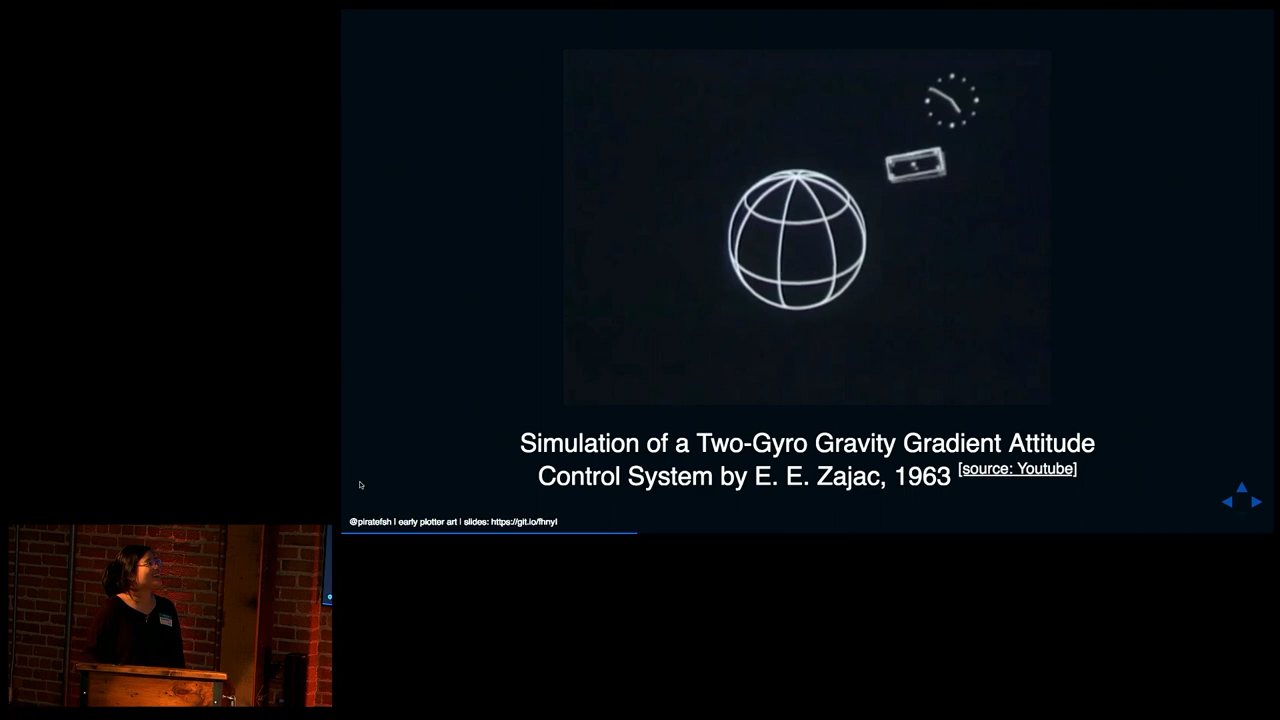 Simulation of a Two-Gyro Gravity Gradient Attitude
Control System by E. E. Zajac, 1963 [source: Youtube]
@piratefsh | early plotter art | slides: https://git.io/fhnyl